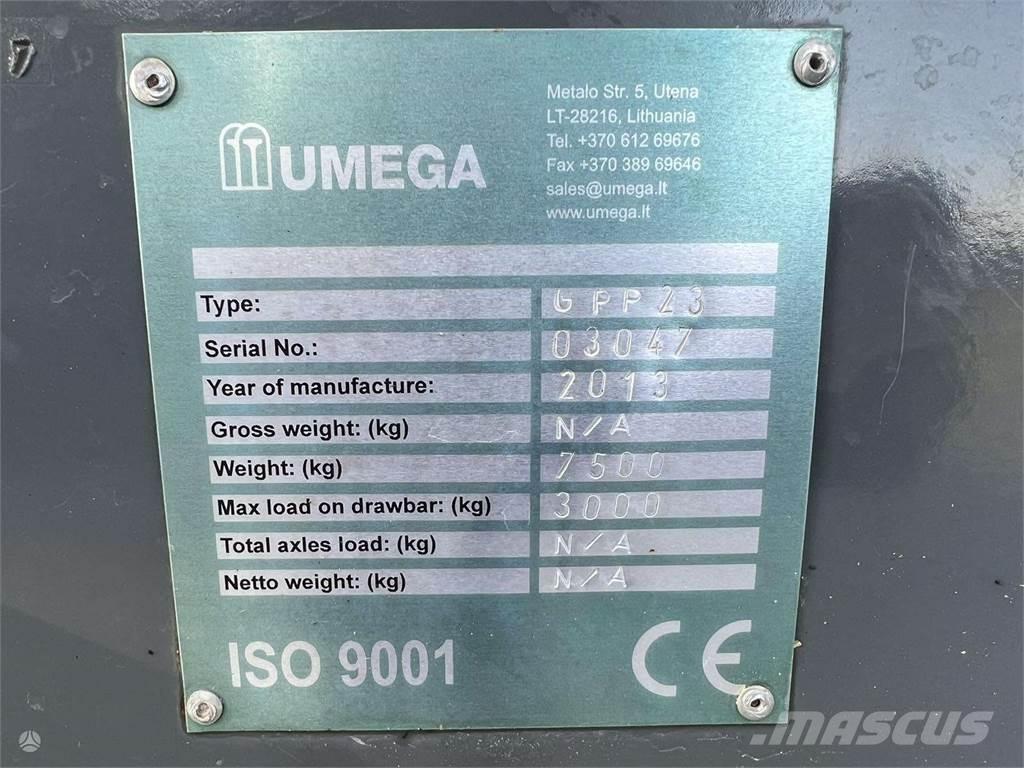 7
UMEGA
Metalo Str. 5, Utena
LT-28216, Lithuania
Tel. +370 612 69676
Fax +370 389 69646
sales@umega.lt
www.umega.lt
Type: GPP23
Serial No.: 03047
Year of manufacture: 2013
Gross weight: (kg) N/A
Weight: (kg) 7500
Max load on drawbar: (kg) 3000
Total axles load: (kg) N/A
Netto weight: (kg) N/A
ISO 9001 CE
MASCUS